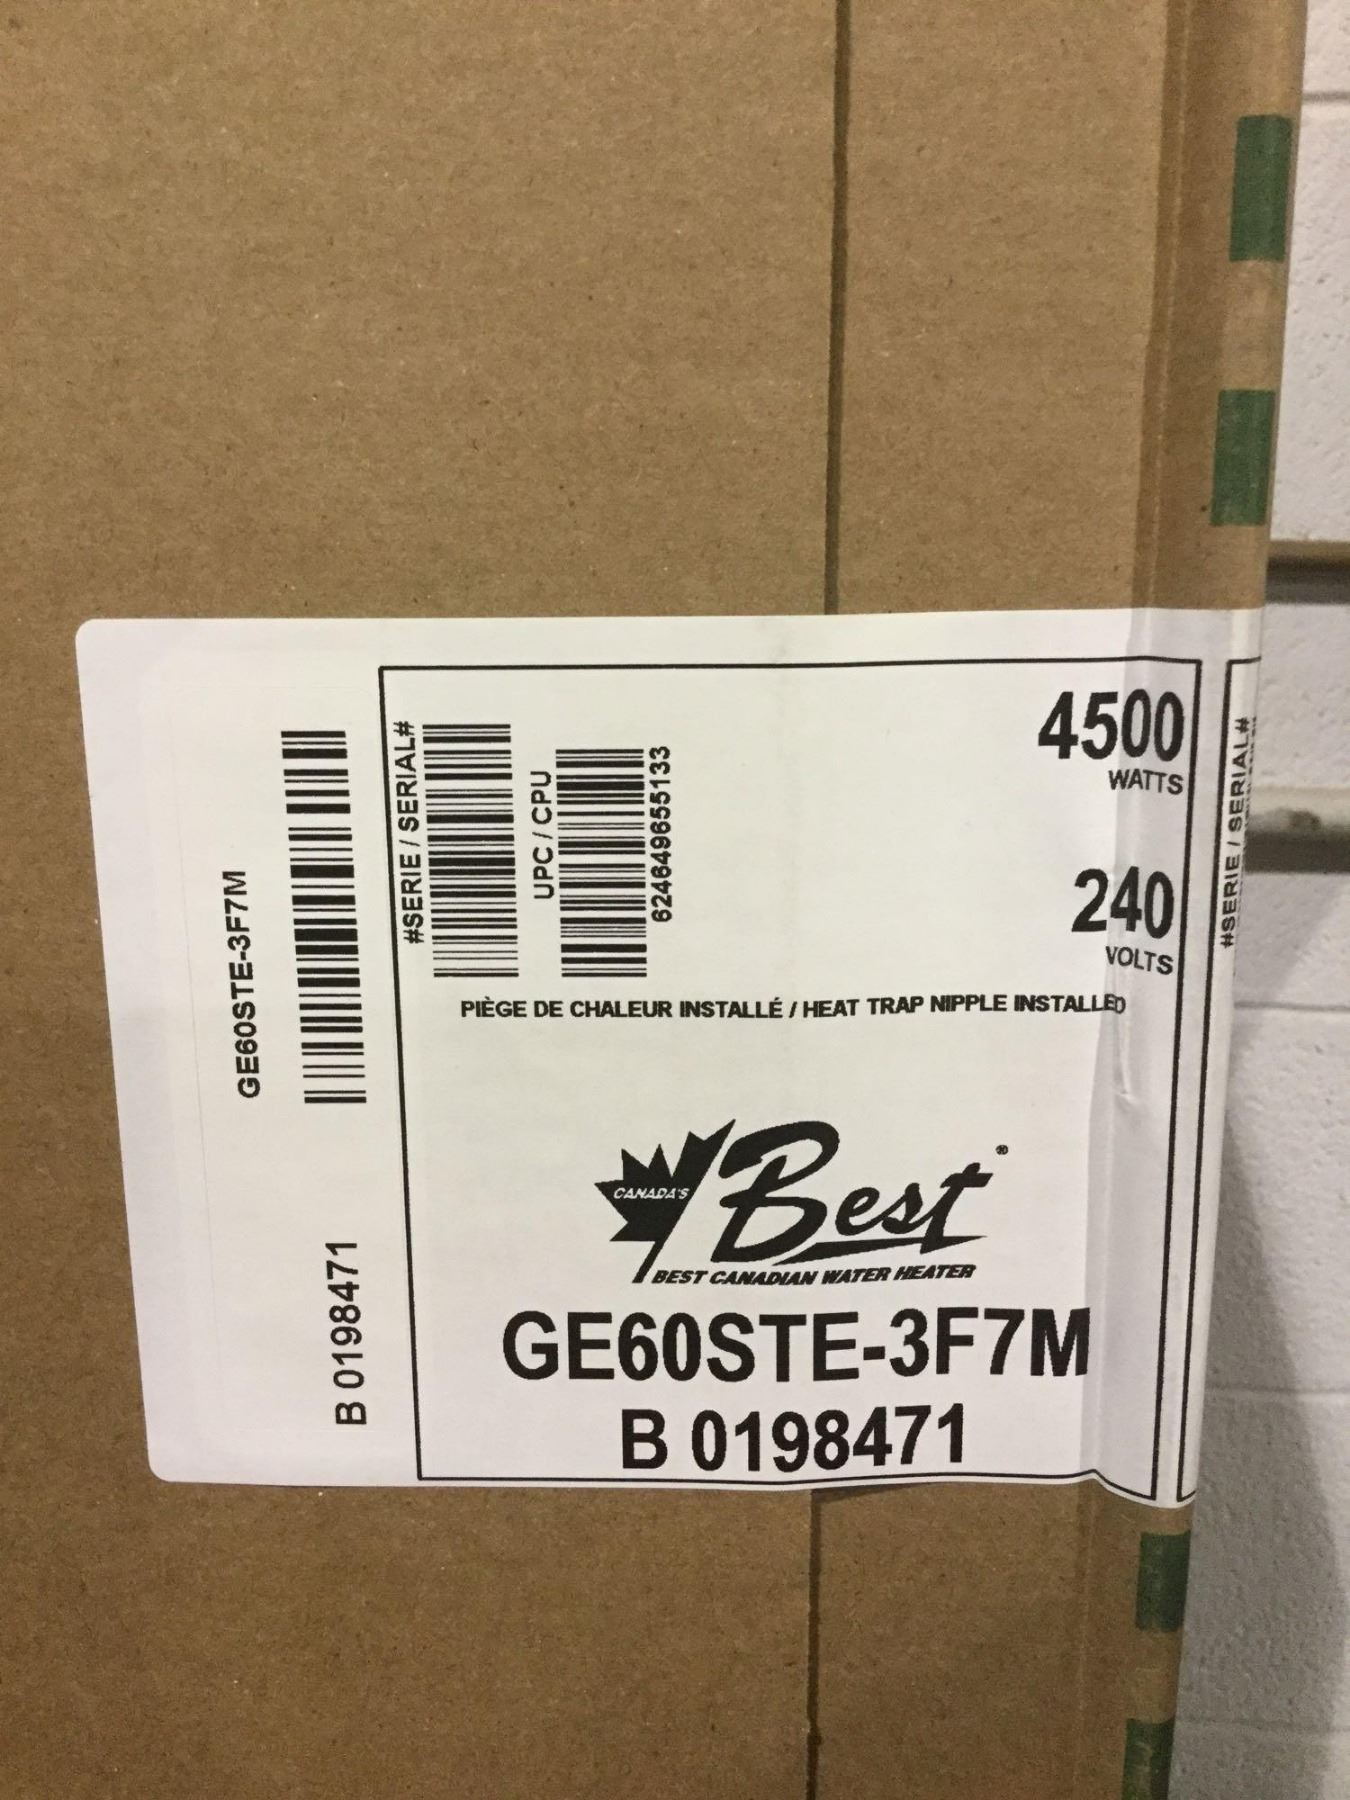 GE60STE-3F7M
B 0198471
#SERIE / SERIAL#
UPC / CPU
624649655133
4500
WATTS
240
VOLTS
PIÈGE DE CHALEUR INSTALLÉ / HEAT TRAP NIPPLE INSTALLED
CANADA'S
Best®
BEST CANADIAN WATER HEATER
GE60STE-3F7M
B 0198471
#SERIE / SERIAL#